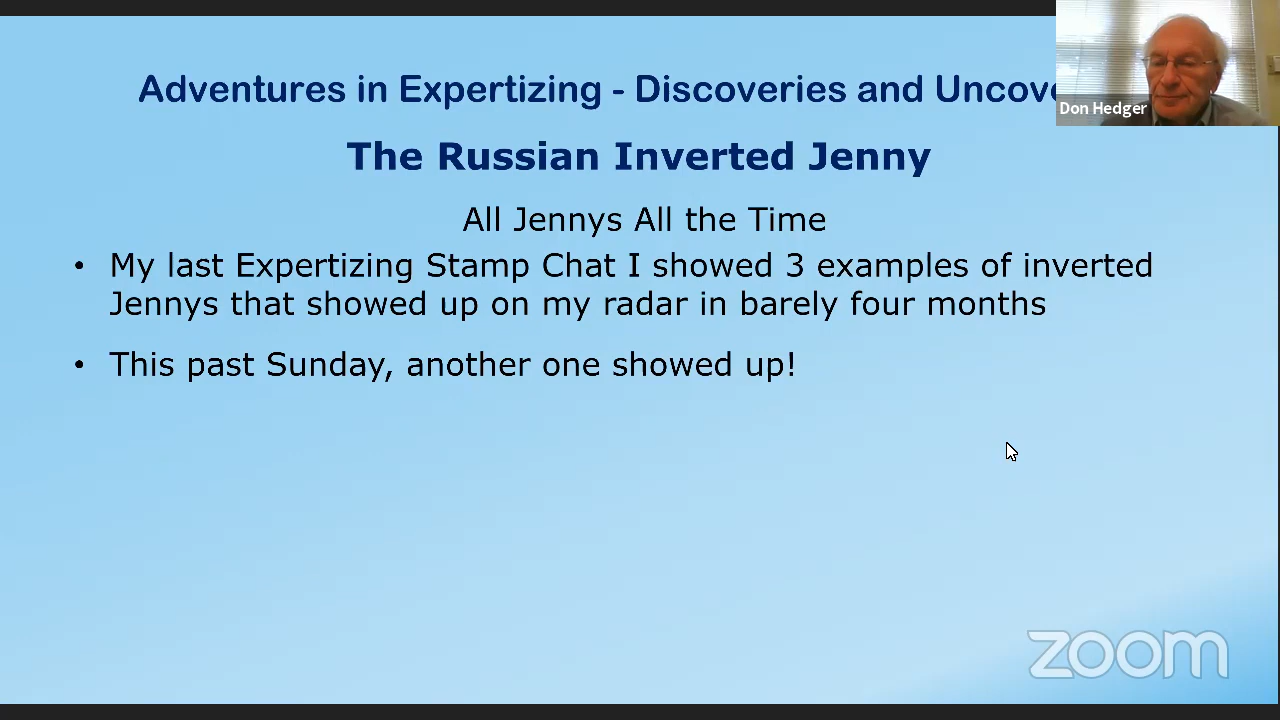 Adventures in Expertizing - Discoveries and
Don Hedger
The Russian Inverted Jenny
All Jennys All the Time
• My last Expertizing Stamp Chat I showed 3 examples of inverted
Jennys that showed up on my radar in barely four months
• This past Sunday, another one showed up!
zoom